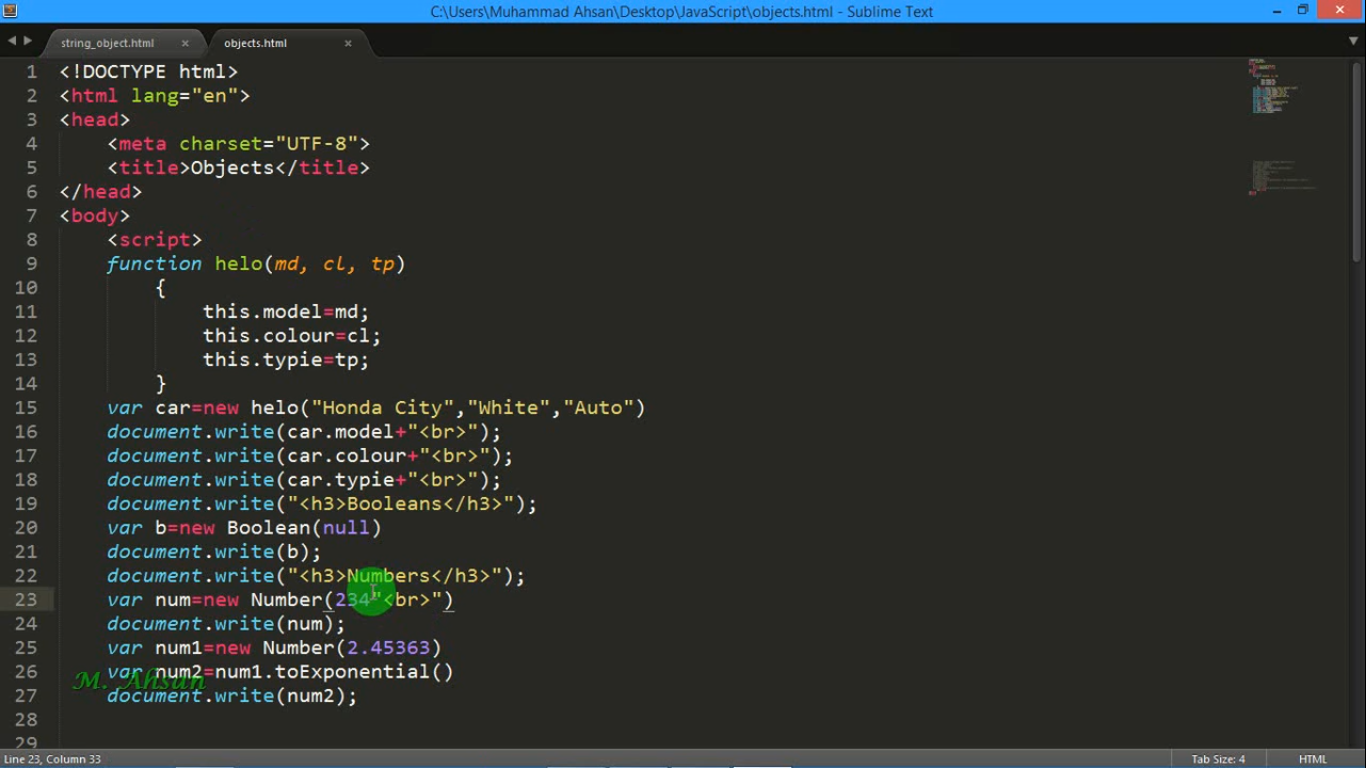 C:\Users\Muhammad Ahsan\Desktop\JavaScript\objects.html - Sublime Text
string_object.html × objects.html ×
1 <!DOCTYPE html>
2 <html lang="en">
3 <head>
4 <meta charset="UTF-8">
5 <title>Objects</title>
6 </head>
7 <body>
8 <script>
9 function helo(md, cl, tp)
10 {
11 this.model=md;
12 this.colour=cl;
13 this.typie=tp;
14 }
15 var car=new helo("Honda City","White","Auto")
16 document.write(car.model+"<br>");
17 document.write(car.colour+"<br>");
18 document.write(car.typie+"<br>");
19 document.write("<h3>Booleans</h3>");
20 var b=new Boolean(null)
21 document.write(b);
22 document.write("<h3>Numbers</h3>");
23 var num=new Number(234"<br>")
24 document.write(num);
25 var num1=new Number(2.45363)
26 var num2=num1.toExponential()
M. Ahsan
27 document.write(num2);
28
29
Line 23, Column 33 Tab Size: 4 HTML